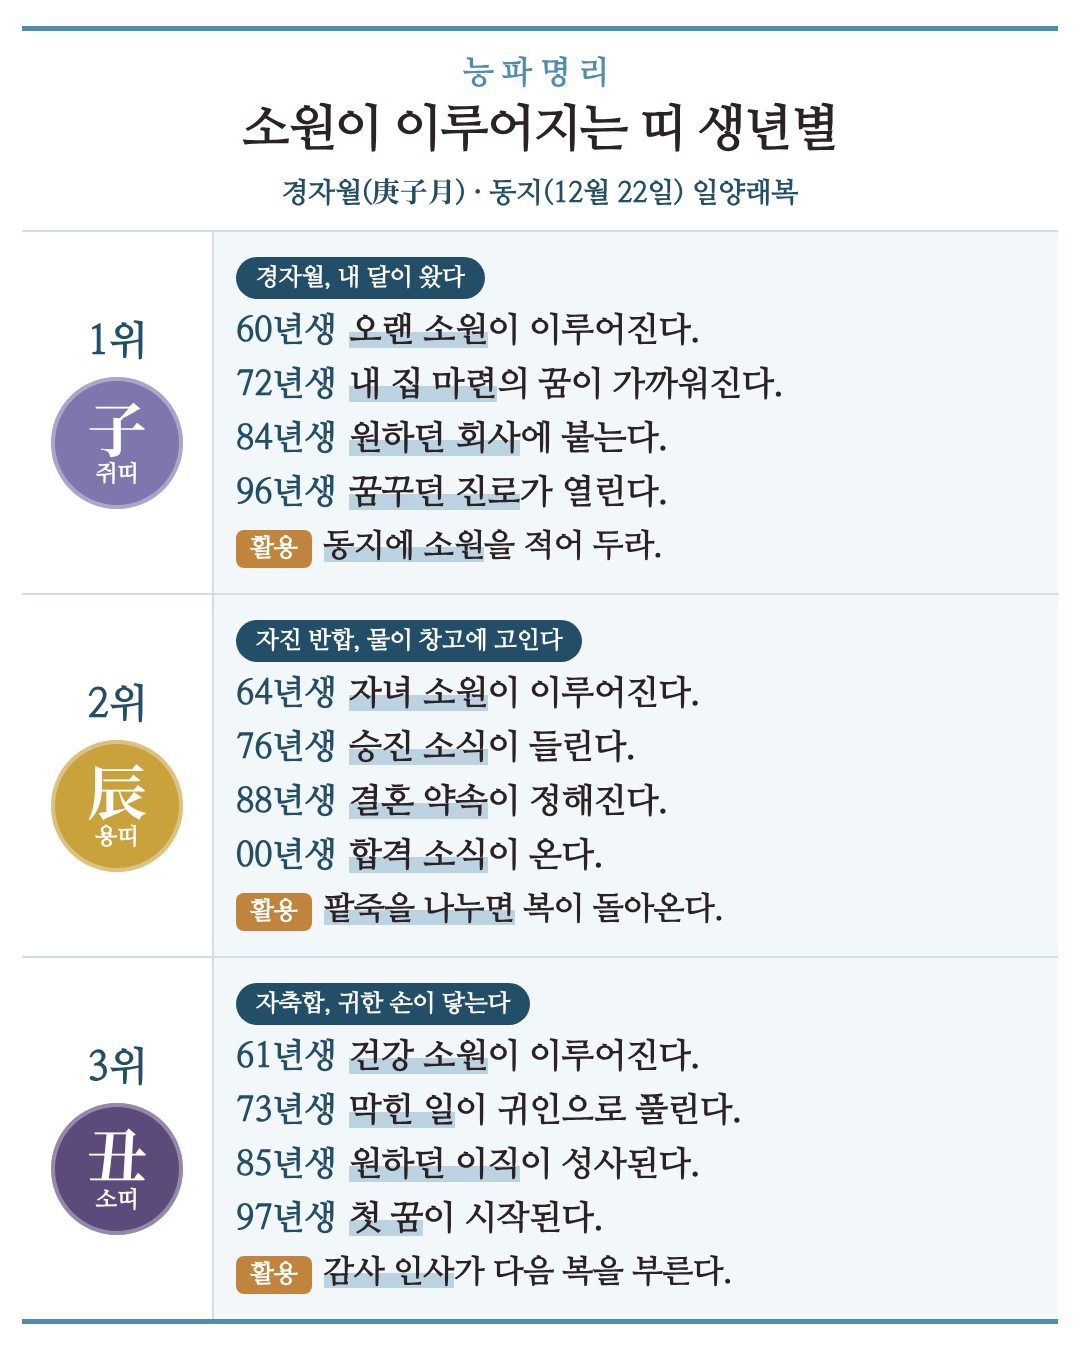 능파명리
소원이 이루어지는 띠 생년별
경자월(庚子月) · 동지(12월 22일) 일양래복
1위
子
쥐띠
경자월, 내 달이 왔다
60년생 오랜 소원이 이루어진다.
72년생 내 집 마련의 꿈이 가까워진다.
84년생 원하던 회사에 붙는다.
96년생 꿈꾸던 진로가 열린다.
활용 동지에 소원을 적어 두라.
2위
辰
용띠
자진 반합, 물이 창고에 고인다
64년생 자녀 소원이 이루어진다.
76년생 승진 소식이 들린다.
88년생 결혼 약속이 정해진다.
00년생 합격 소식이 온다.
활용 팥죽을 나누면 복이 돌아온다.
3위
丑
소띠
자축합, 귀한 손이 닿는다
61년생 건강 소원이 이루어진다.
73년생 막힌 일이 귀인으로 풀린다.
85년생 원하던 이직이 성사된다.
97년생 첫 꿈이 시작된다.
활용 감사 인사가 다음 복을 부른다.